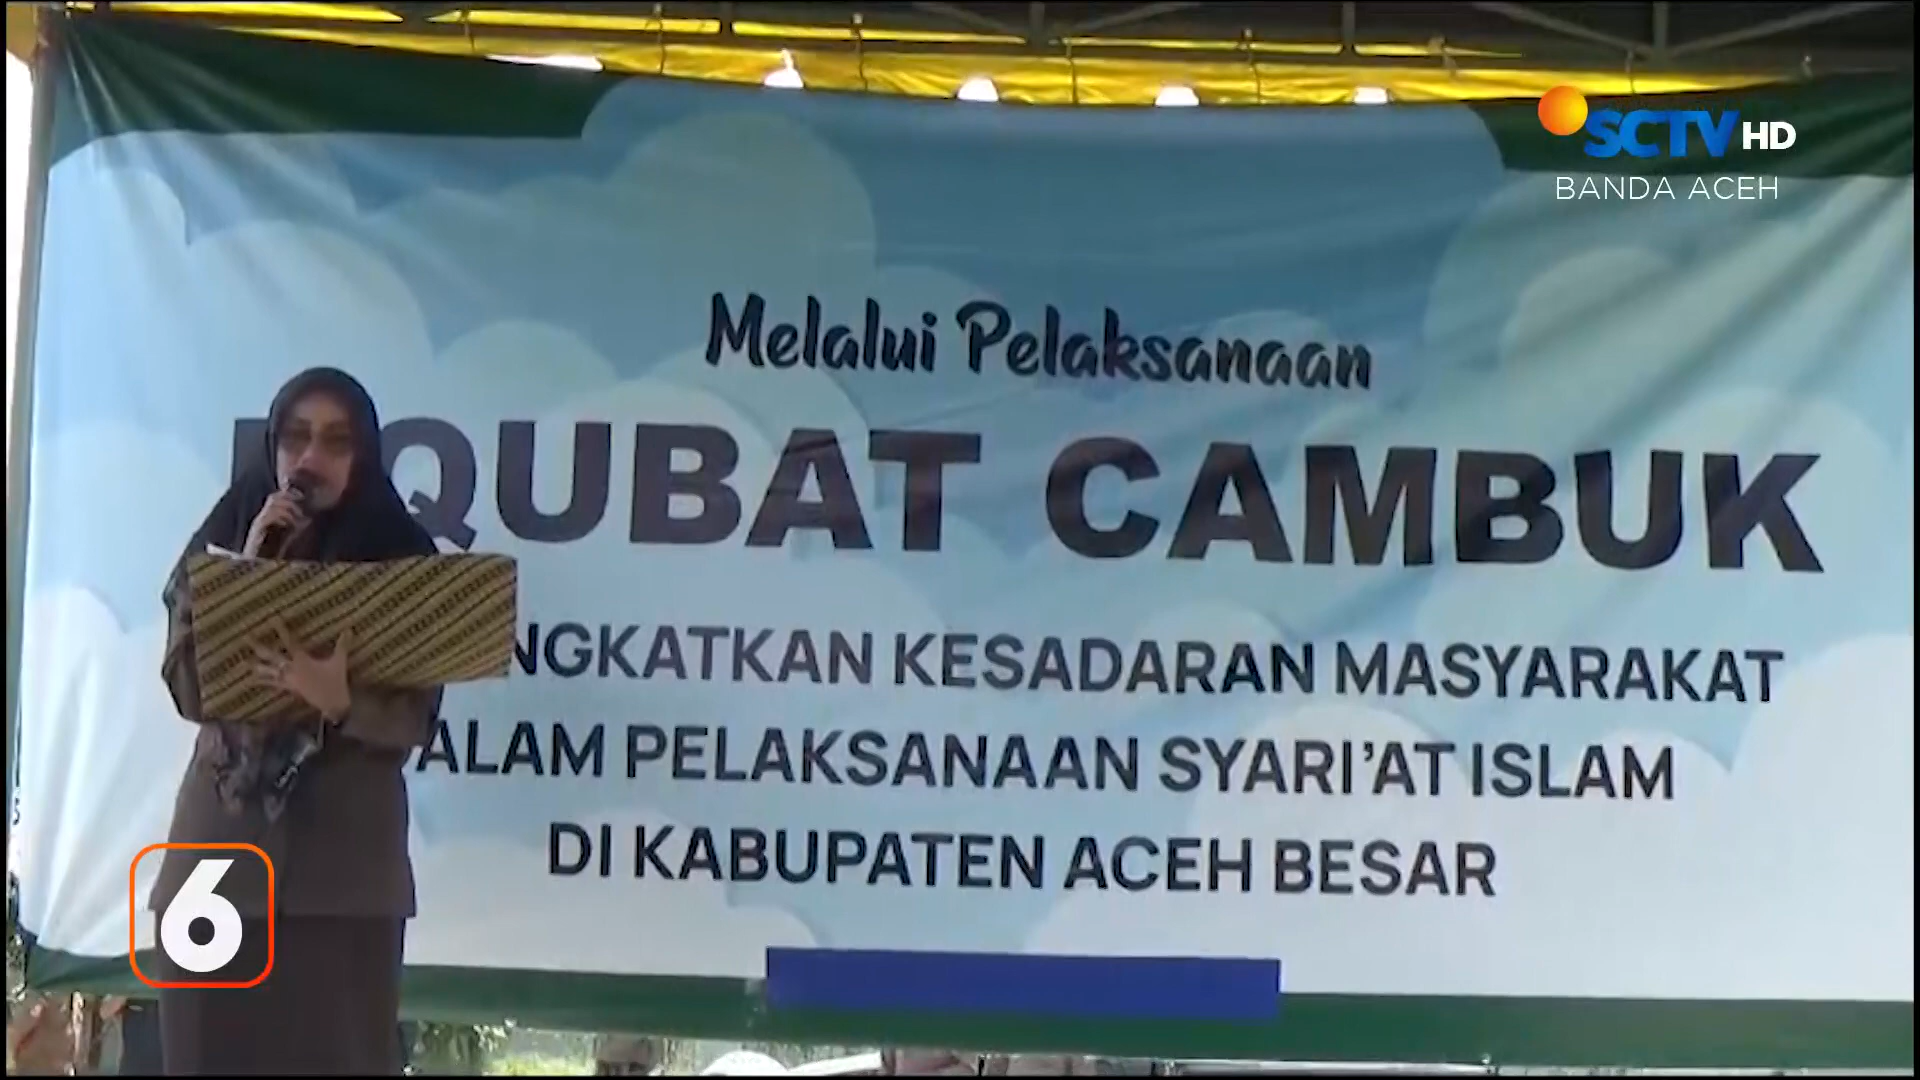 SCTV HD
BANDA ACEH
Melalui Pelaksanaan
QUBAT CAMBUK
NGKATKAN KESADARAN MASYARAKAT
ALAM PELAKSANAAN SYARI'AT ISLAM
DI KABUPATEN ACEH BESAR
6